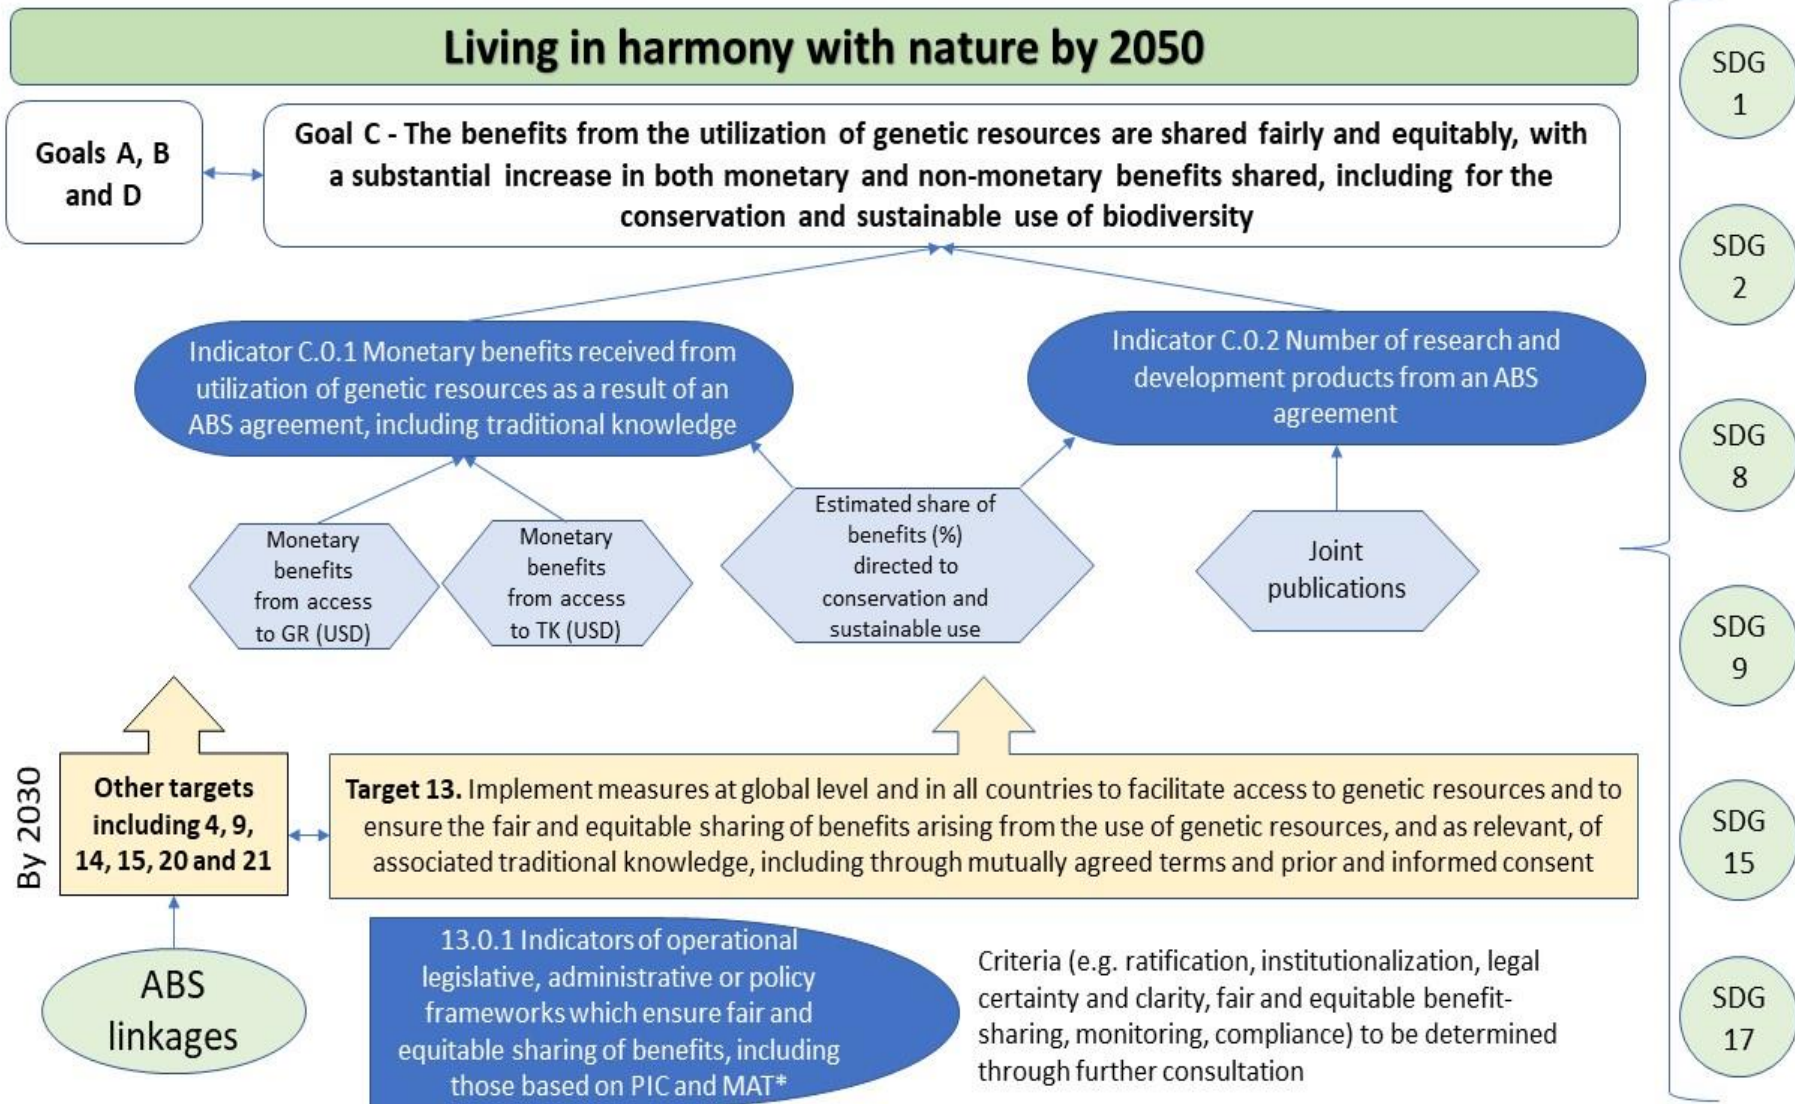 Living in harmony with nature by 2050
Goals A, B
and D
Goal C - The benefits from the utilization of genetic resources are shared fairly and equitably, with
a substantial increase in both monetary and non-monetary benefits shared, including for the
conservation and sustainable use of biodiversity
Indicator C.0.1 Monetary benefits received from
utilization of genetic resources as a result of an
ABS agreement, including traditional knowledge
Indicator C.0.2 Number of research and
development products from an ABS
agreement
Monetary
benefits
from access
to GR (USD)
Monetary
benefits
from access
to TK (USD)
Estimated share of
benefits (%)
directed to
conservation and
sustainable use
Joint
publications
By 2030
Other targets
including 4, 9,
14, 15, 20 and 21
Target 13. Implement measures at global level and in all countries to facilitate access to genetic resources and to
ensure the fair and equitable sharing of benefits arising from the use of genetic resources, and as relevant, of
associated traditional knowledge, including through mutually agreed terms and prior and informed consent
ABS
linkages
13.0.1 Indicators of operational
legislative, administrative or policy
frameworks which ensure fair and
equitable sharing of benefits, including
those based on PIC and MAT*
Criteria (e.g. ratification, institutionalization, legal
certainty and clarity, fair and equitable benefit-
sharing, monitoring, compliance) to be determined
through further consultation
SDG
1
SDG
2
SDG
8
SDG
9
SDG
15
SDG
17